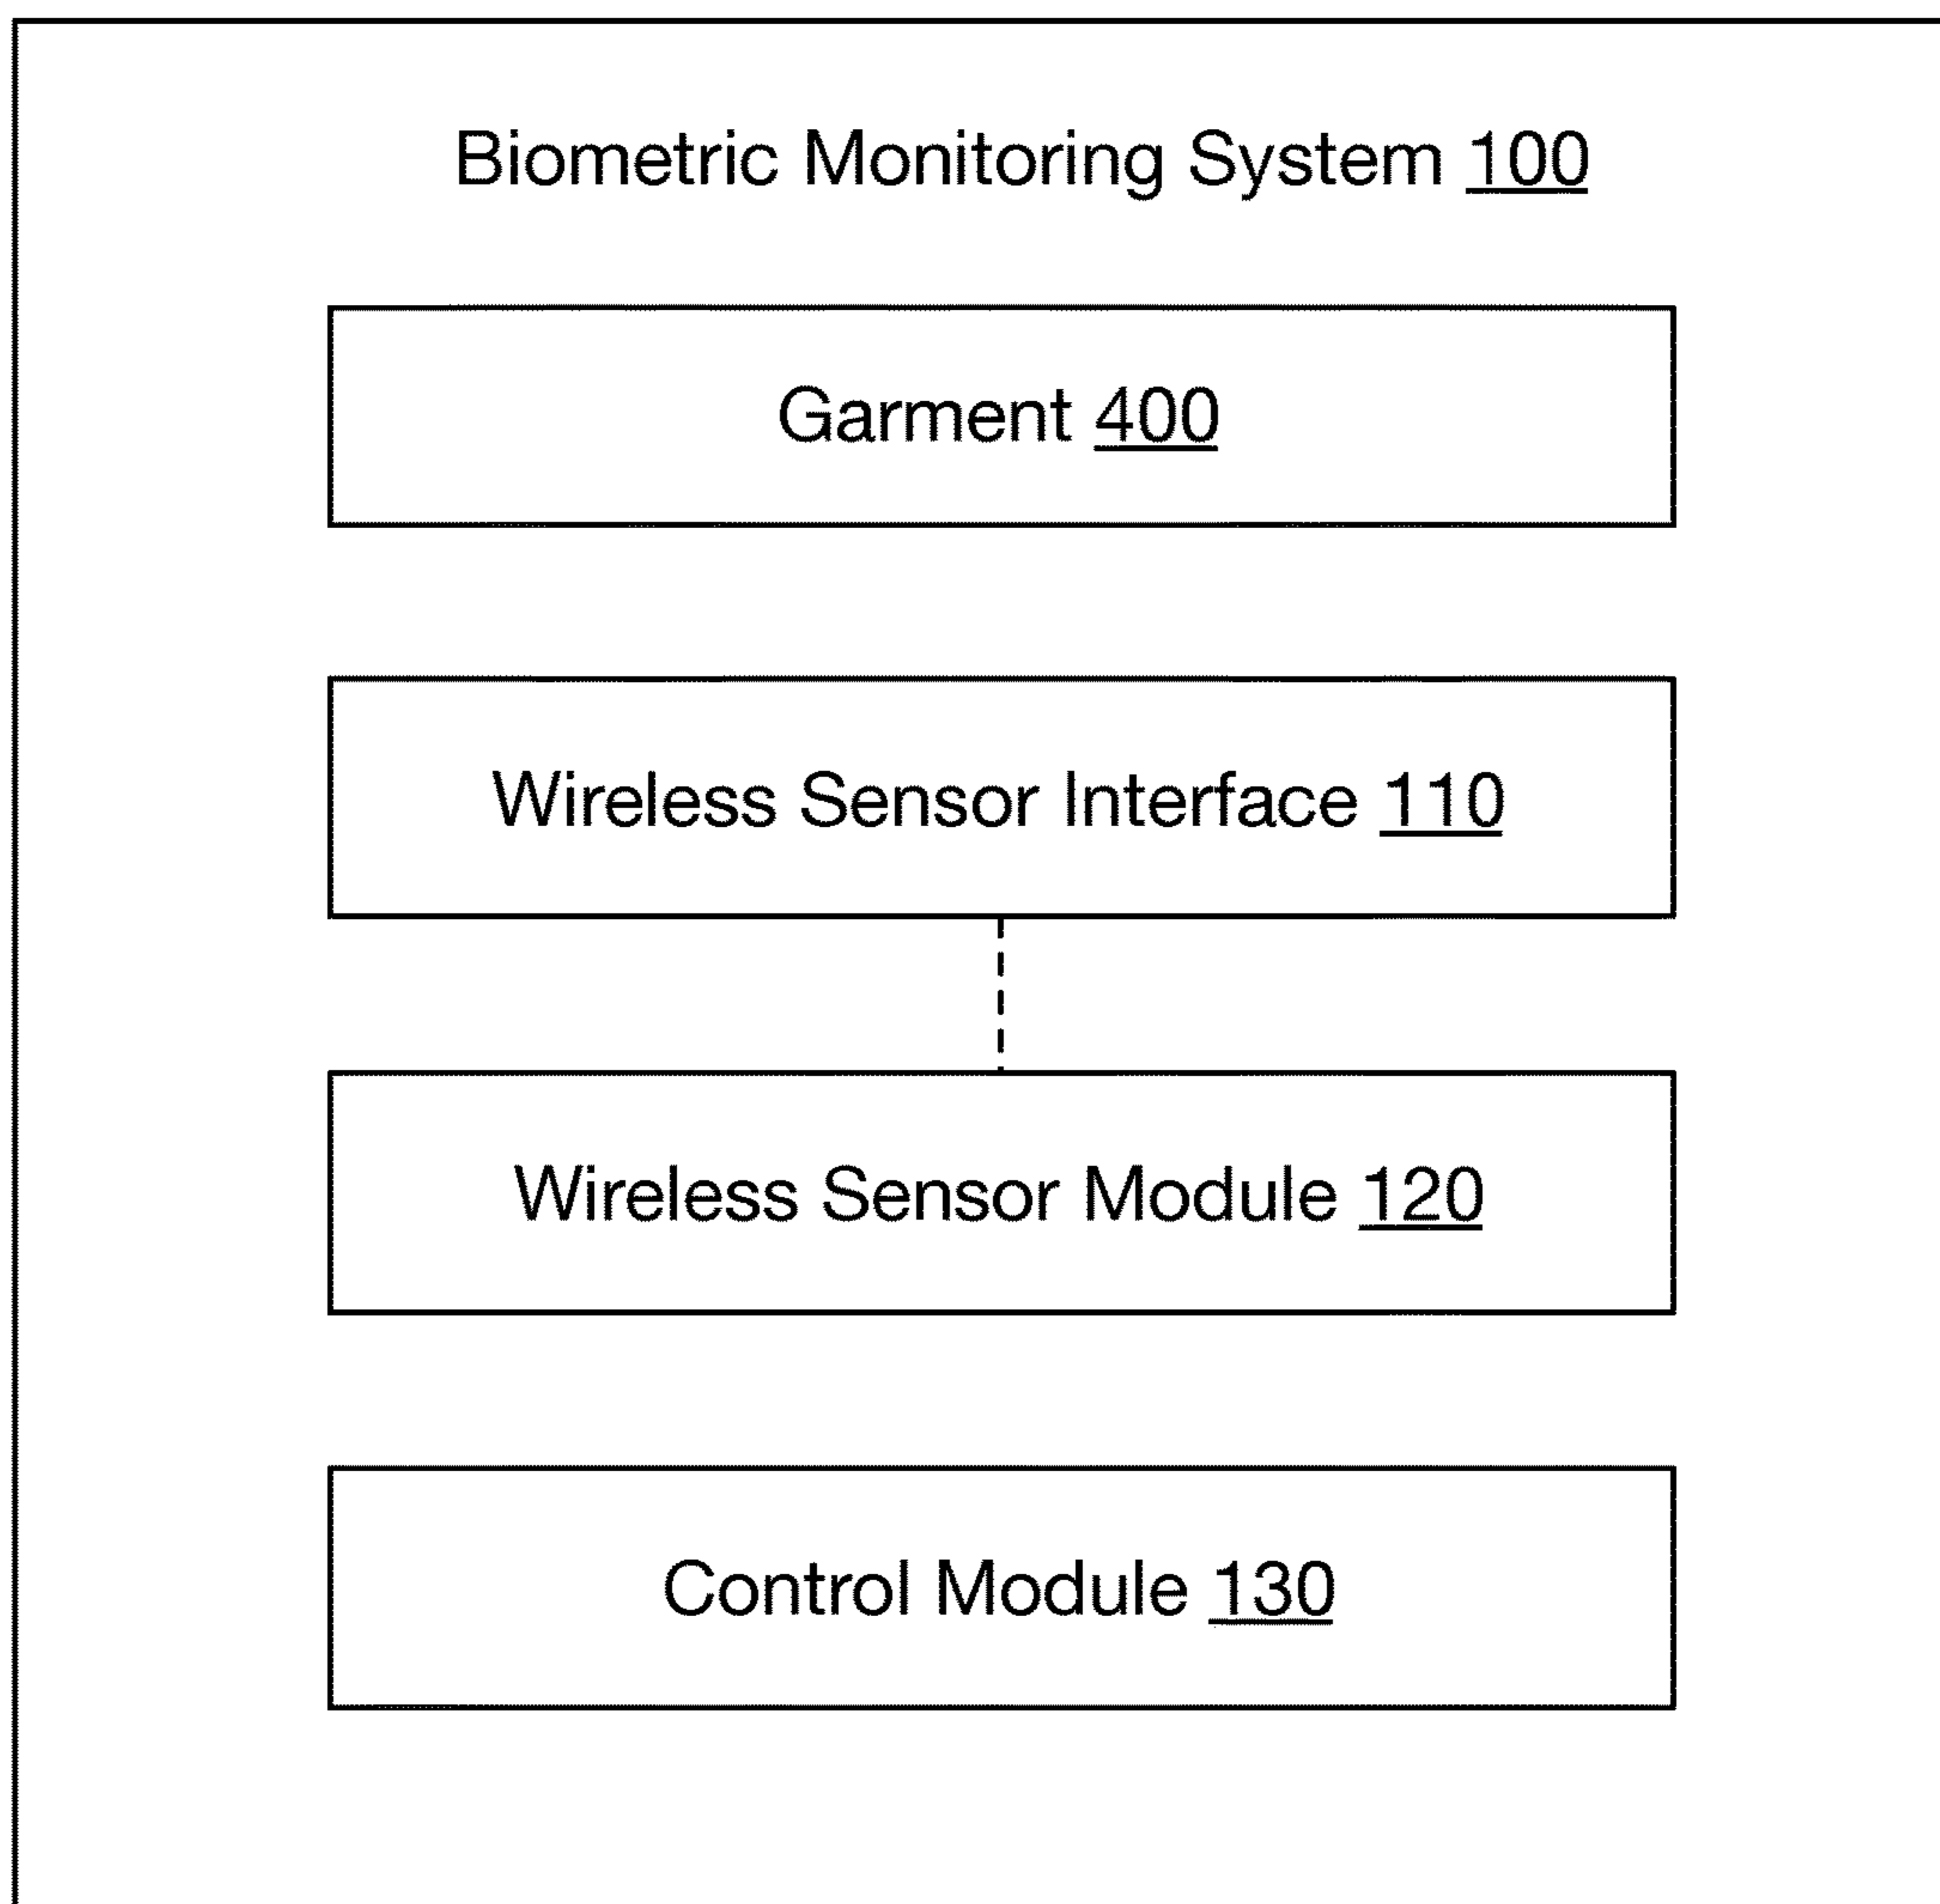 Biometric Monitoring System 100
Garment 400
Wireless Sensor Interface 110
Wireless Sensor Module 120
Control Module 130